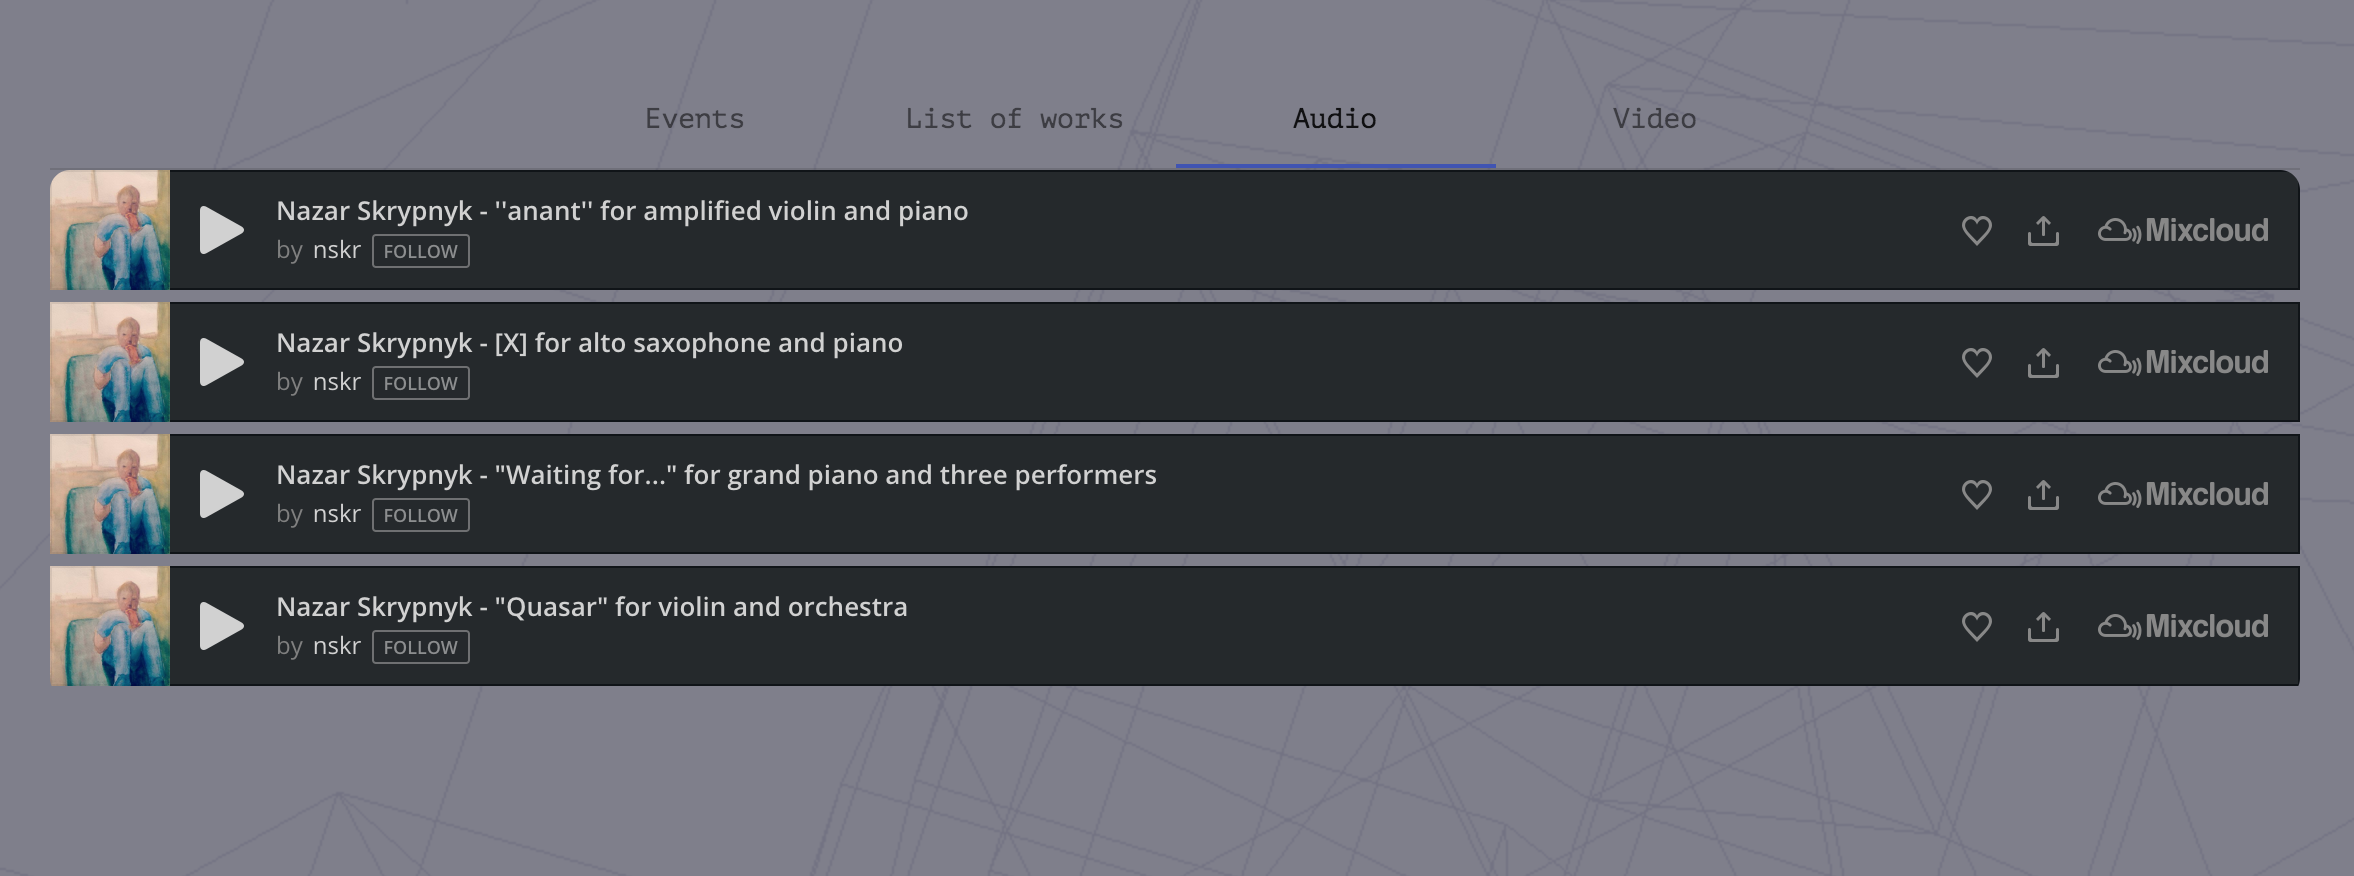 Events List of works Audio Video
Nazar Skrypnyk - ''anant'' for amplified violin and piano
by nskr FOLLOW
Mixcloud
Nazar Skrypnyk - [X] for alto saxophone and piano
by nskr FOLLOW
Mixcloud
Nazar Skrypnyk - "Waiting for..." for grand piano and three performers
by nskr FOLLOW
Mixcloud
Nazar Skrypnyk - "Quasar" for violin and orchestra
by nskr FOLLOW
Mixcloud